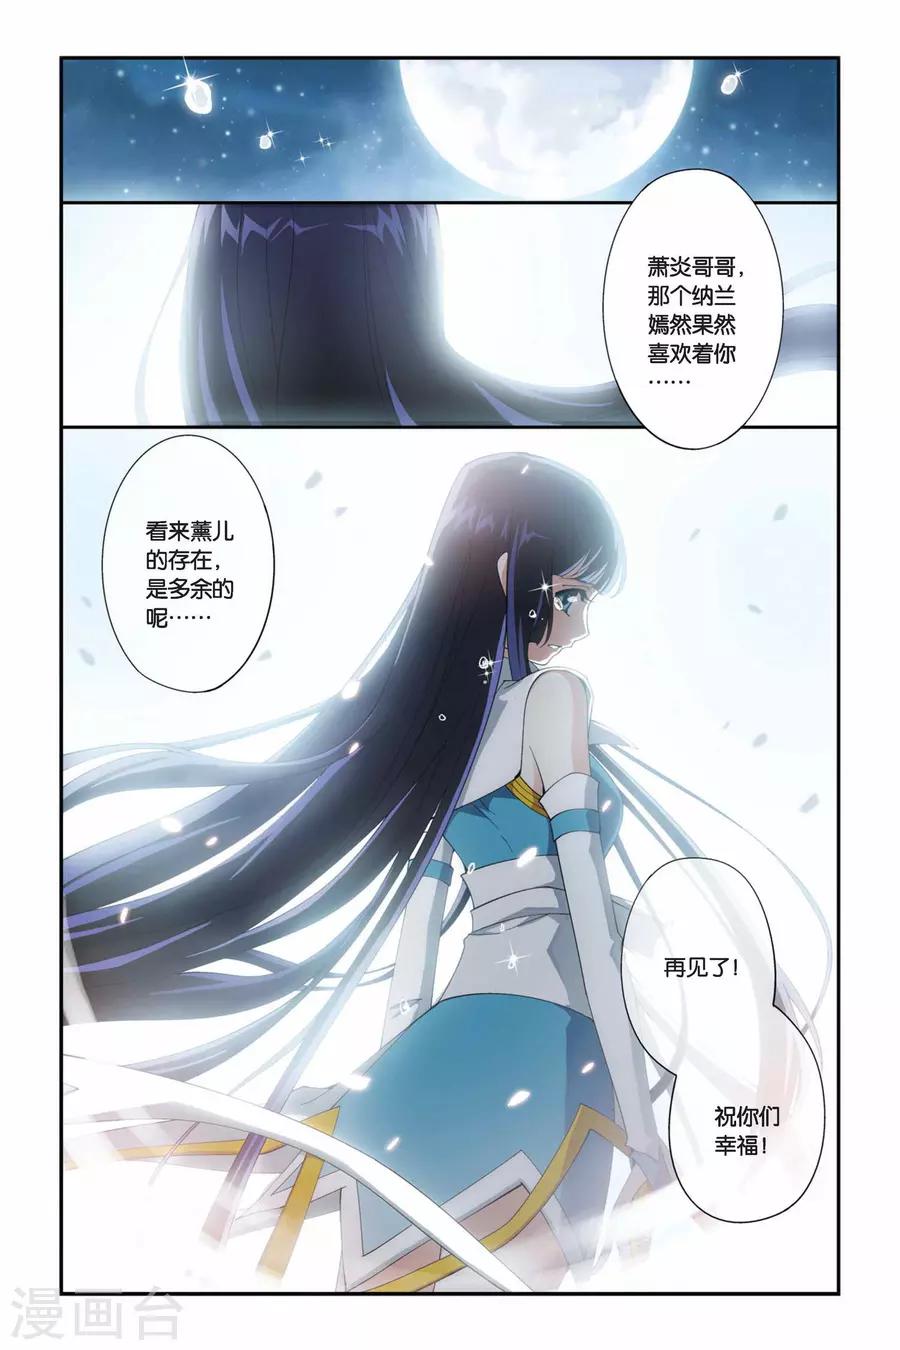 萧炎哥哥，
那个纳兰
嫣然果然
喜欢着你
……
看来薰儿
的存在，
是多余的
呢……
再见了！
祝你们
幸福！
漫画台